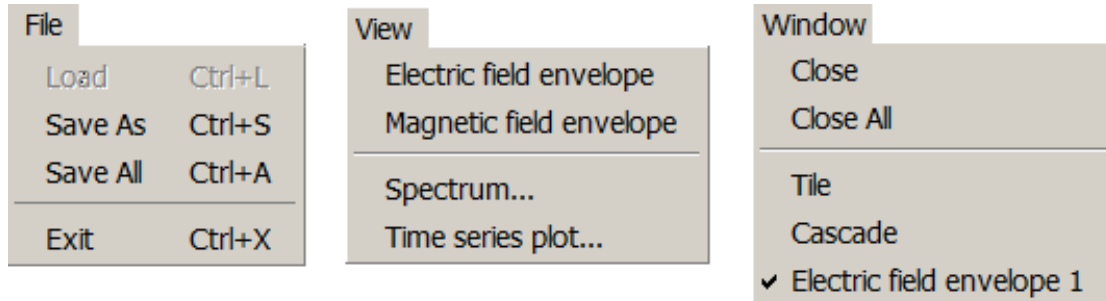 File
Load Ctrl+L
Save As Ctrl+S
Save All Ctrl+A
Exit Ctrl+X
View
Electric field envelope
Magnetic field envelope
Spectrum...
Time series plot...
Window
Close
Close All
Tile
Cascade
✓ Electric field envelope 1